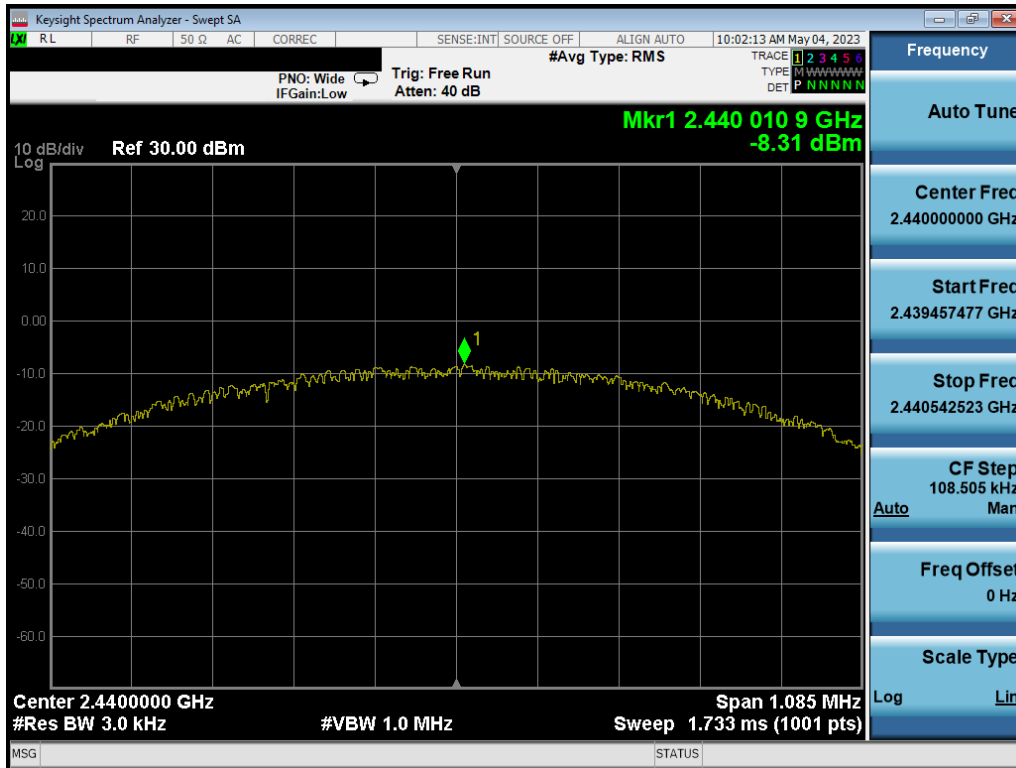 Keysight Spectrum Analyzer - Swept SA
LXI RL RF 50 Ω AC CORREC SENSE:INT SOURCE OFF ALIGN AUTO 10:02:13 AM May 04, 2023
#Avg Type: RMS
PNO: Wide
IFGain:Low
Trig: Free Run
Atten: 40 dB
TRACE 1 2 3 4 5 6
TYPE M W W W W W
DET P N N N N N
Mkr1 2.440 010 9 GHz
-8.31 dBm
10 dB/div Ref 30.00 dBm
Log
20.0
10.0
0.00
-10.0
-20.0
-30.0
-40.0
-50.0
-60.0
1
Center 2.4400000 GHz
#Res BW 3.0 kHz
#VBW 1.0 MHz
Span 1.085 MHz
Sweep 1.733 ms (1001 pts)
MSG
STATUS
Frequency
Auto Tune
Center Freq
2.440000000 GHz
Start Freq
2.439457477 GHz
Stop Freq
2.440542523 GHz
CF Step
108.505 kHz
Auto Man
Freq Offset
0 Hz
Scale Type
Log Lin